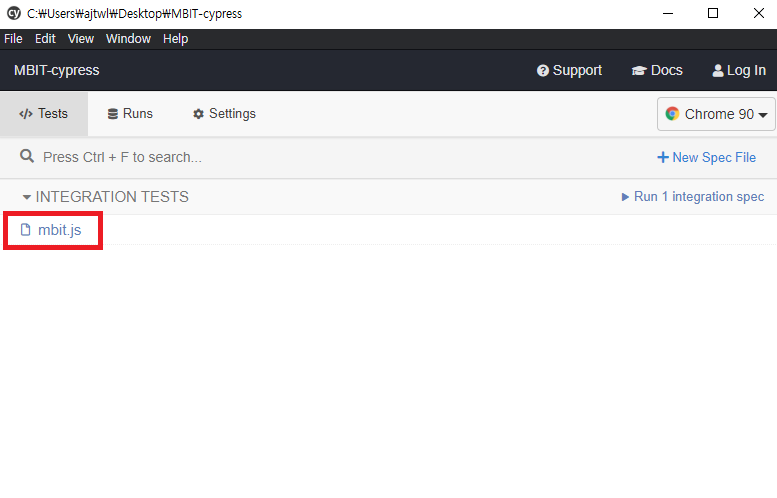 cy C:₩Users₩ajtwl₩Desktop₩MBIT-cypress
File Edit View Window Help
MBIT-cypress Support Docs Log In
</> Tests Runs Settings Chrome 90
Press Ctrl + F to search... + New Spec File
INTEGRATION TESTS Run 1 integration spec
mbit.js